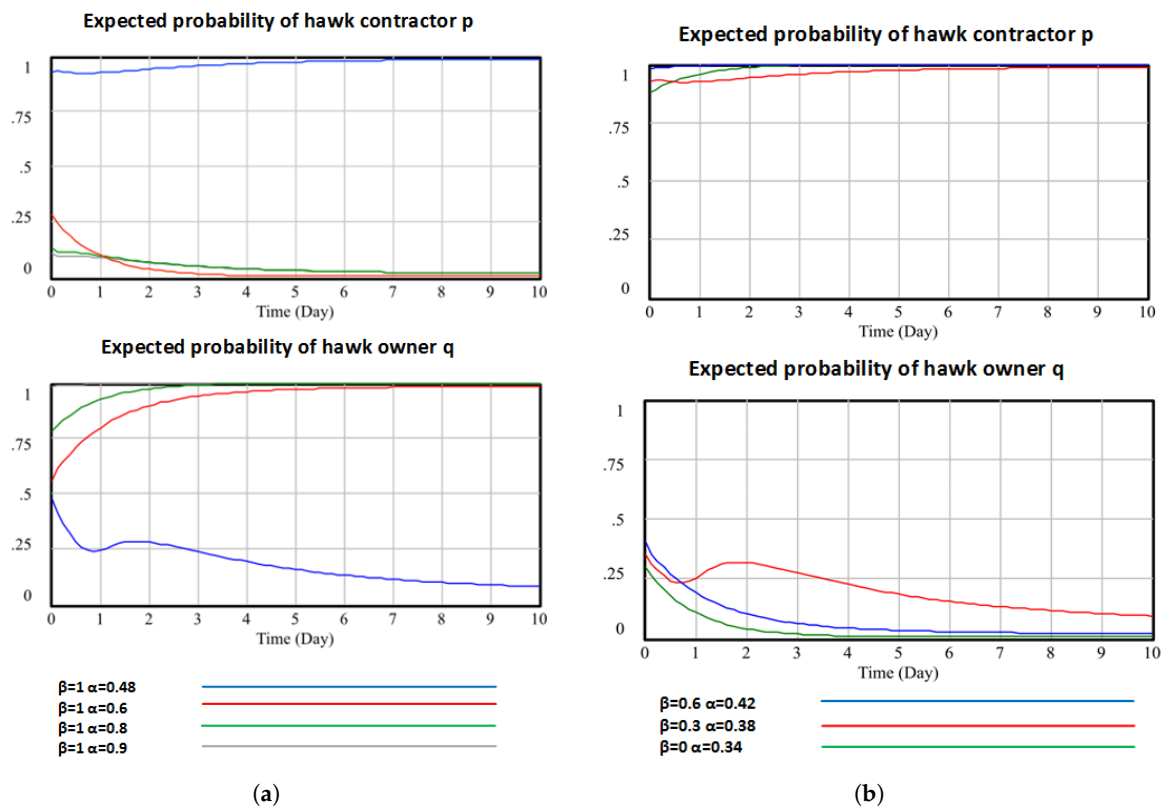 Expected probability of hawk contractor p
1
.75
.5
.25
0
0 1 2 3 4 5 6 7 8 9 10
Time (Day)
Expected probability of hawk owner q
1
.75
.5
.25
0
0 1 2 3 4 5 6 7 8 9 10
Time (Day)
β=1 α=0.48
β=1 α=0.6
β=1 α=0.8
β=1 α=0.9
(a)
Expected probability of hawk contractor p
1
.75
.5
.25
0
0 1 2 3 4 5 6 7 8 9 10
Time (Day)
Expected probability of hawk owner q
1
.75
.5
.25
0
0 1 2 3 4 5 6 7 8 9 10
Time (Day)
β=0.6 α=0.42
β=0.3 α=0.38
β=0 α=0.34
(b)